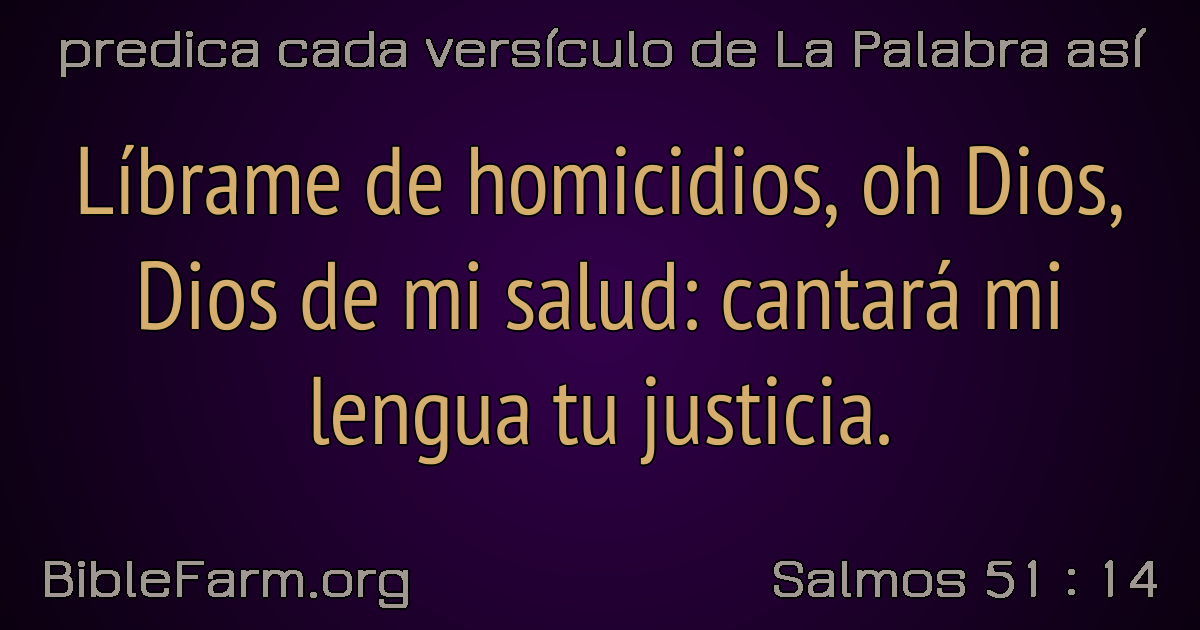 predica cada versículo de La Palabra así
Líbrame de homicidios, oh Dios,
Dios de mi salud: cantará mi
lengua tu justicia.
BibleFarm.org
Salmos 51 : 14